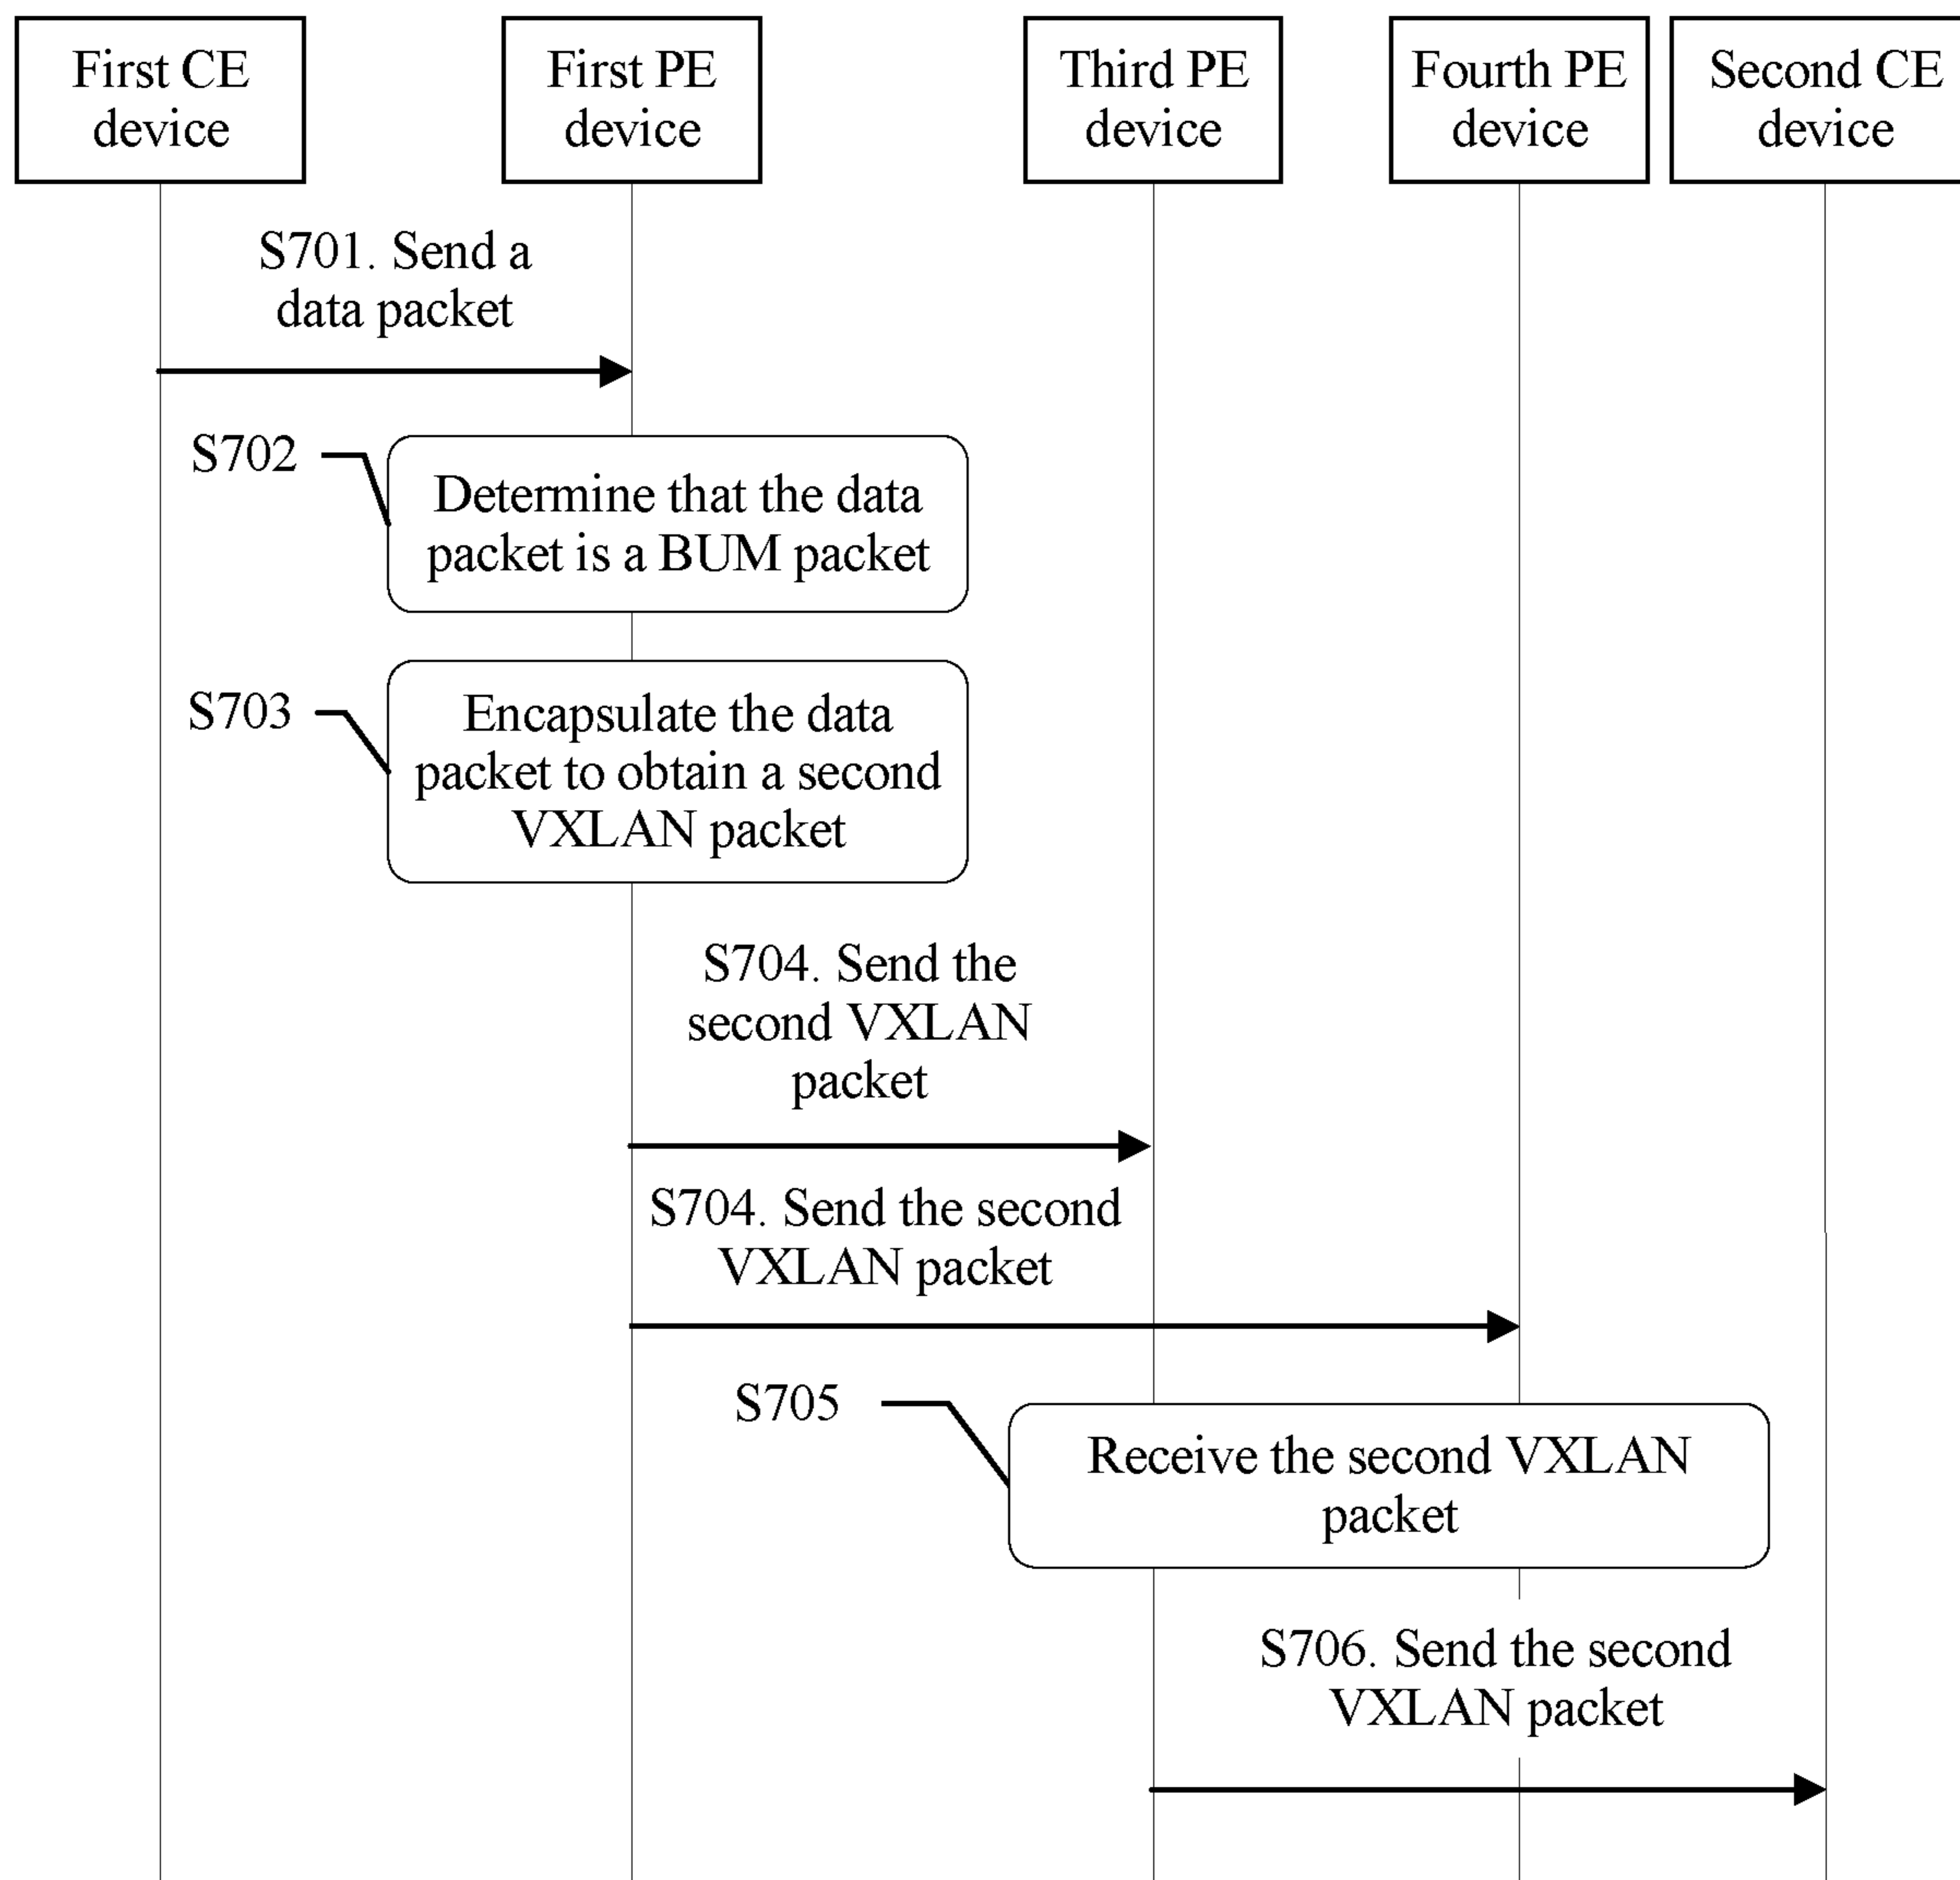 First CE
device
First PE
device
Third PE
device
Fourth PE
device
Second CE
device
S701. Send a
data packet
S702
Determine that the data
packet is a BUM packet
S703
Encapsulate the data
packet to obtain a second
VXLAN packet
S704. Send the
second VXLAN
packet
S704. Send the second
VXLAN packet
S705
Receive the second VXLAN
packet
S706. Send the second
VXLAN packet